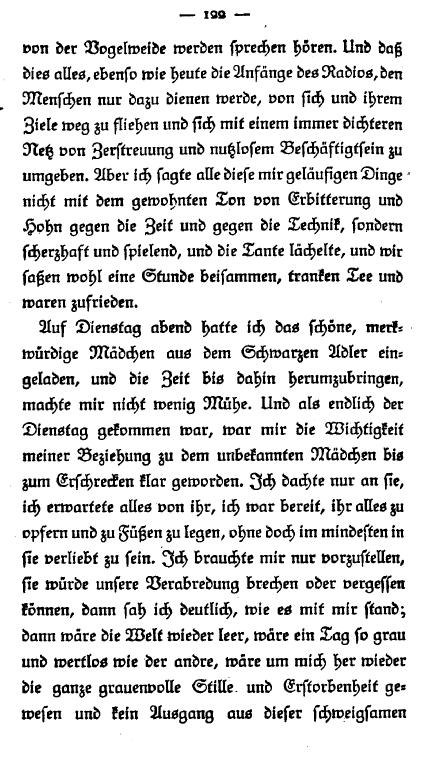 — 122 —
von der Vogelweide werden sprechen hören. Und daß
dies alles, ebenso wie heute die Anfänge des Radios, den
Menschen nur dazu dienen werde, von sich und ihrem
Ziele weg zu fliehen und sich mit einem immer dichteren
Netz von Zerstreuung und nutzlosem Beschäftigtsein zu
umgeben. Aber ich sagte alle diese mir geläufigen Dinge
nicht mit dem gewohnten Ton von Erbitterung und
Hohn gegen die Zeit und gegen die Technik, sondern
scherzhaft und spielend, und die Tante lächelte, und wir
saßen wohl eine Stunde beisammen, tranken Tee und
waren zufrieden.
Auf Dienstag abend hatte ich das schöne, merk-
würdige Mädchen aus dem Schwarzen Adler ein-
geladen, und die Zeit bis dahin herumzubringen,
machte mir nicht wenig Mühe. Und als endlich der
Dienstag gekommen war, war mir die Wichtigkeit
meiner Beziehung zu dem unbekannten Mädchen bis
zum Erschrecken klar geworden. Ich dachte nur an sie,
ich erwartete alles von ihr, ich war bereit, ihr alles zu
opfern und zu Füßen zu legen, ohne doch im mindesten in
sie verliebt zu sein. Ich brauchte mir nur vorzustellen,
sie würde unsere Verabredung brechen oder vergessen
können, dann sah ich deutlich, wie es mit mir stand;
dann wäre die Welt wieder leer, wäre ein Tag so grau
und wertlos wie der andre, wäre um mich her wieder
die ganze grauenvolle Stille und Erstorbenheit ge-
wesen und kein Ausgang aus dieser schweigsamen